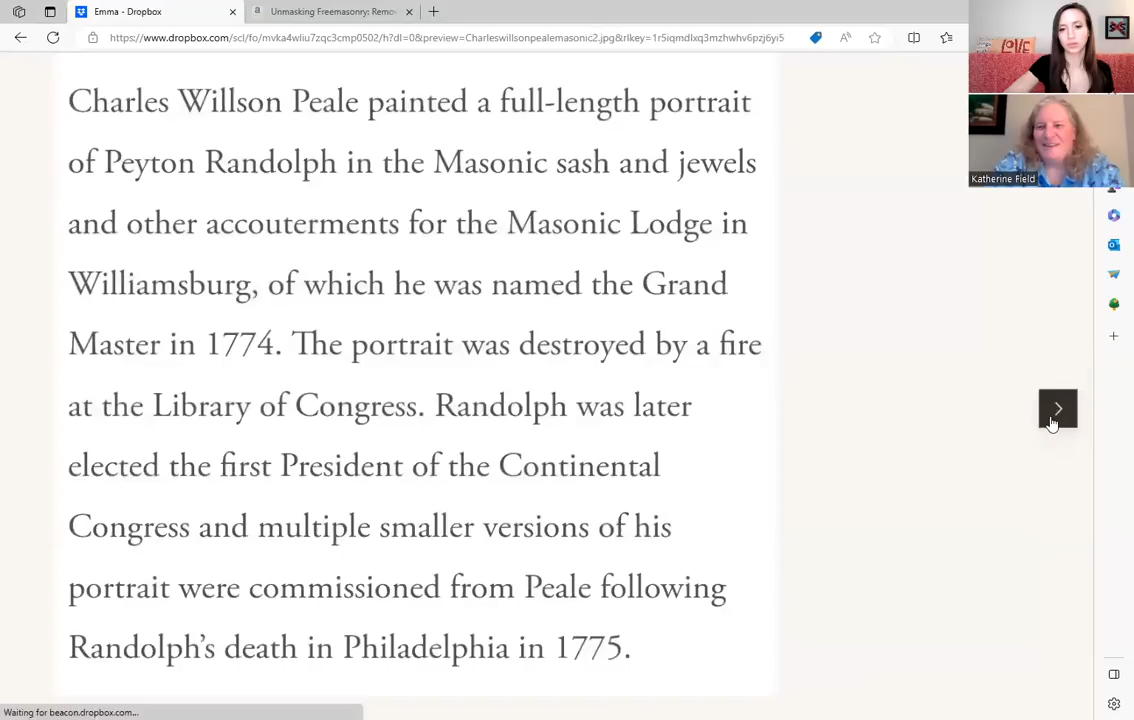 Emma - Dropbox
Unmasking Freemasonry: Remo
https://www.dropbox.com/scl/fo/mvka4wliu7zqc3cmp0502/h?dl=0&preview=Charleswillsonpealemasonic2.jpg&rlkey=1r5iqmdlxq3mzhwhv6pzj6yi5
LOVE
Katherine Field
Charles Willson Peale painted a full-length portrait
of Peyton Randolph in the Masonic sash and jewels
and other accouterments for the Masonic Lodge in
Williamsburg, of which he was named the Grand
Master in 1774. The portrait was destroyed by a fire
at the Library of Congress. Randolph was later
elected the first President of the Continental
Congress and multiple smaller versions of his
portrait were commissioned from Peale following
Randolph's death in Philadelphia in 1775.
Waiting for beacon.dropbox.com...